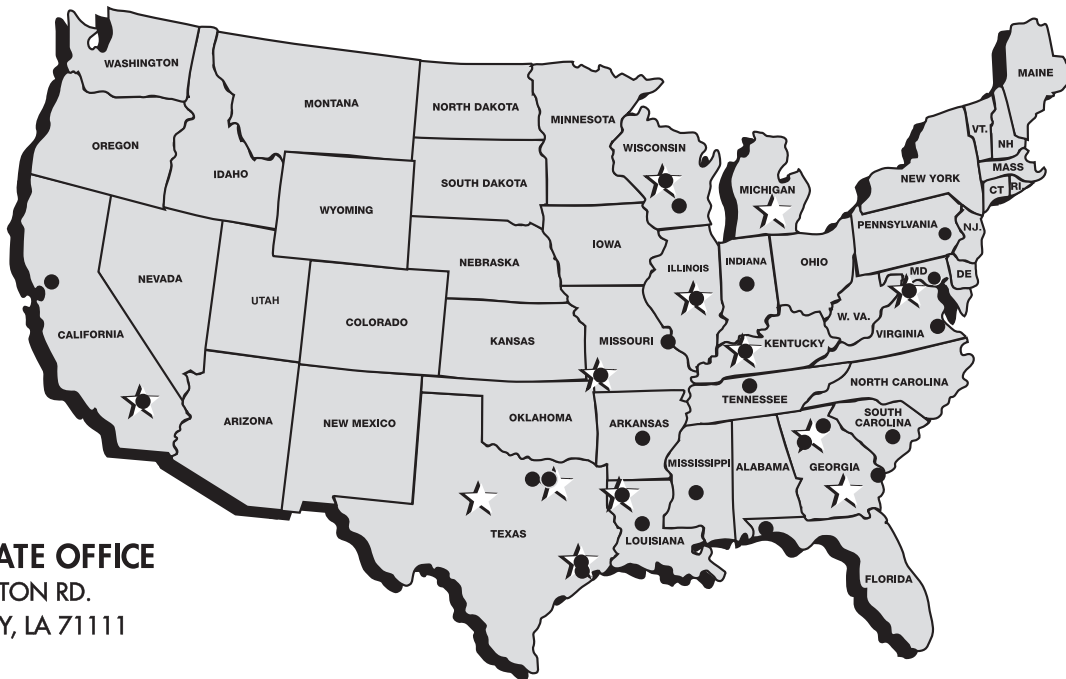 WASHINGTON
MONTANA
NORTH DAKOTA
MINNESOTA
MAINE
OREGON
IDAHO
WISCONSIN
VT.
NH
MASS
NEW YORK
CT
RI.
SOUTH DAKOTA
MICHIGAN
WYOMING
PENNSYLVANIA
NJ.
IOWA
NEBRASKA
ILLINOIS
INDIANA
OHIO
MD
DE
NEVADA
UTAH
COLORADO
W. VA.
CALIFORNIA
KANSAS
MISSOURI
KENTUCKY
VIRGINIA
NORTH CAROLINA
TENNESSEE
ARIZONA
NEW MEXICO
OKLAHOMA
ARKANSAS
SOUTH
CAROLINA
MISSISSIPPI
ALABAMA
GEORGIA
TEXAS
LOUISIANA
FLORIDA
ATE OFFICE
TON RD.
Y, LA 71111